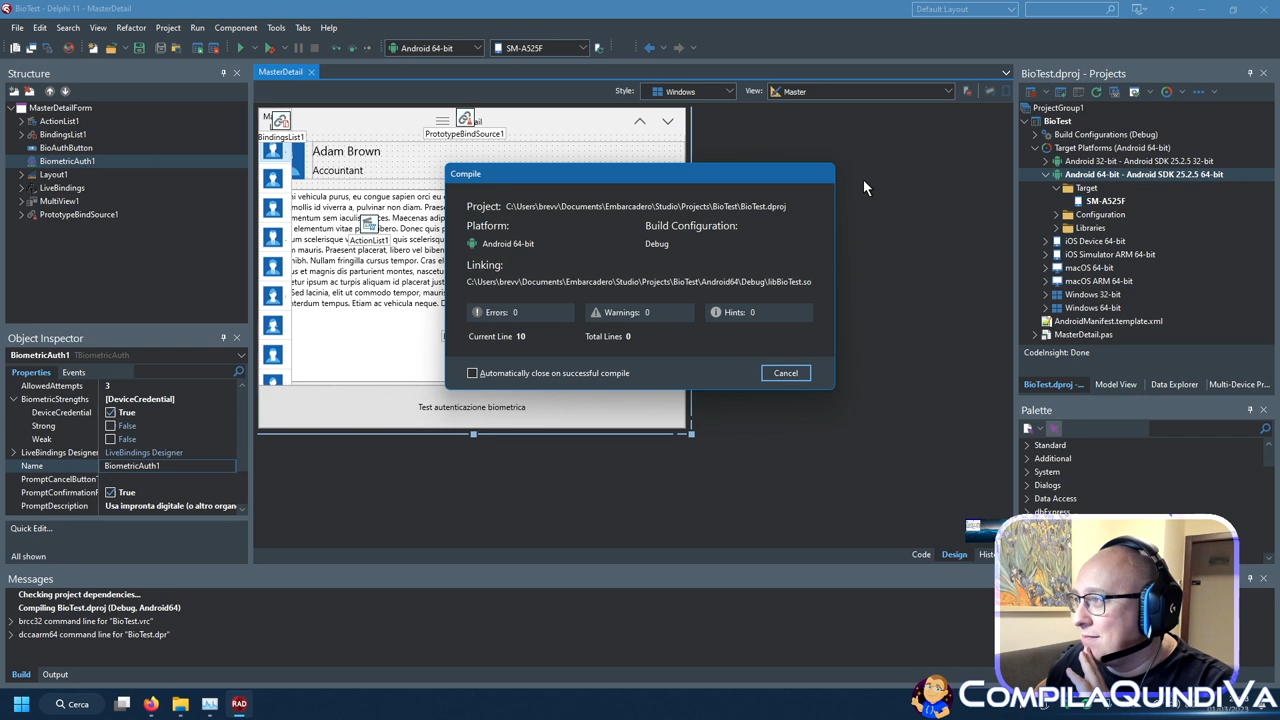 BioTest - Delphi 11 - MasterDetail
Default Layout
File Edit Search View Refactor Project Run Component Tools Tabs Help
Android 64-bit
SM-A525F
Structure
MasterDetailForm
ActionList1
BindingsList1
BioAuthButton
BiometricAuth1
Layout1
LiveBindings
MultiView1
PrototypeBindSource1
Object Inspector
BiometricAuth1 TBiometricAuth
Properties Events
AllowedAttempts 3
BiometricStrengths [DeviceCredential]
DeviceCredential True
Strong False
Weak False
LiveBindings Designer LiveBindings Designer
Name BiometricAuth1
PromptCancelButton
PromptConfirmationF True
PromptDescription Usa impronta digitale (o altro organ
Quick Edit...
All shown
MasterDetail
Style: Windows View: Master
BindingsList1
PrototypeBindSource1
Adam Brown
Accountant
ActionList1
Test autenticazione biometrica
Code Design
Compile
Project: C:\Users\brevv\Documents\Embarcadero\Studio\Projects\BioTest\BioTest.dproj
Platform: Build Configuration:
Android 64-bit Debug
Linking:
C:\Users\brevv\Documents\Embarcadero\Studio\Projects\BioTest\Android64\Debug\libBioTest.so
Errors: 0 Warnings: 0 Hints: 0
Current Line 10 Total Lines 0
Automatically close on successful compile
Cancel
BioTest.dproj - Projects
ProjectGroup1
BioTest
Build Configurations (Debug)
Target Platforms (Android 64-bit)
Android 32-bit - Android SDK 25.2.5 32-bit
Android 64-bit - Android SDK 25.2.5 64-bit
Target
SM-A525F
Configuration
Libraries
iOS Device 64-bit
iOS Simulator ARM 64-bit
macOS 64-bit
macOS ARM 64-bit
Windows 32-bit
Windows 64-bit
AndroidManifest.template.xml
MasterDetail.pas
CodeInsight: Done
BioTest.dproj -... Model View Data Explorer Multi-Device Pr...
Palette
Standard
Additional
System
Dialogs
Data Access
dbExpress
Messages
Checking project dependencies...
Compiling BioTest.dproj (Debug, Android64)
brcc32 command line for "BioTest.vrc"
dccaarm64 command line for "BioTest.dpr"
Build Output
Cerca
RAD
COMPILAQUINDIVA